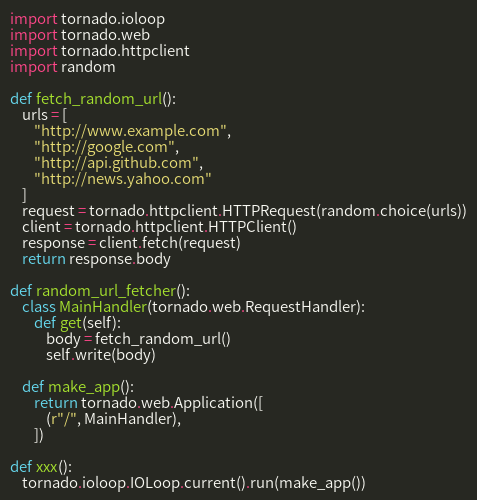 import tornado.ioloop
import tornado.web
import tornado.httpclient
import random

def fetch_random_url():
    urls = [
        "http://www.example.com",
        "http://google.com",
        "http://api.github.com",
        "http://news.yahoo.com"
    ]
    request = tornado.httpclient.HTTPRequest(random.choice(urls))
    client = tornado.httpclient.HTTPClient()
    response = client.fetch(request)
    return response.body

def random_url_fetcher():
    class MainHandler(tornado.web.RequestHandler):
        def get(self):
            body = fetch_random_url()
            self.write(body)

    def make_app():
        return tornado.web.Application([
            (r"/", MainHandler),
        ])

def xxx():
    tornado.ioloop.IOLoop.current().run(make_app())